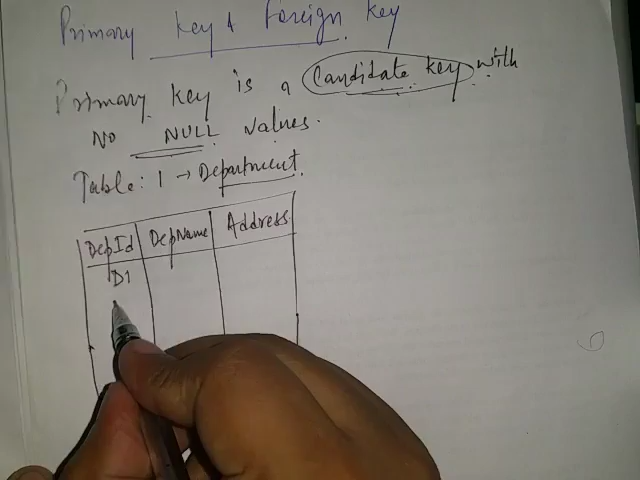 Primary Key & Foreign Key
Primary Key is a Candidate Key with
No NULL Values.
Table: 1 → Department.
DepId DepName Address
D1